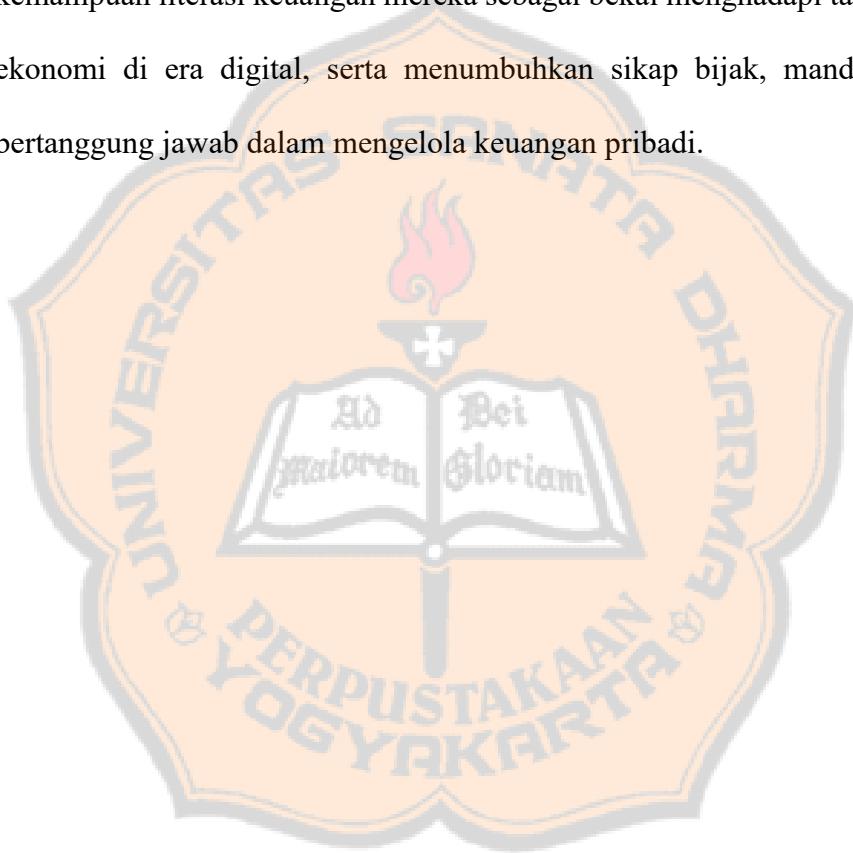 kemampuan literasi keuangan mereka sebagai bekal menghadapi
ekonomi di era digital, serta menumbuhkan sikap bijak,
bertanggung jawab dalam mengelola keuangan pribadi.
UNIVERSITAS SANATA DHARMA
Ad Dei
Maiorem Gloriam
PERPUSTAKAAN
YOGYAKARTA